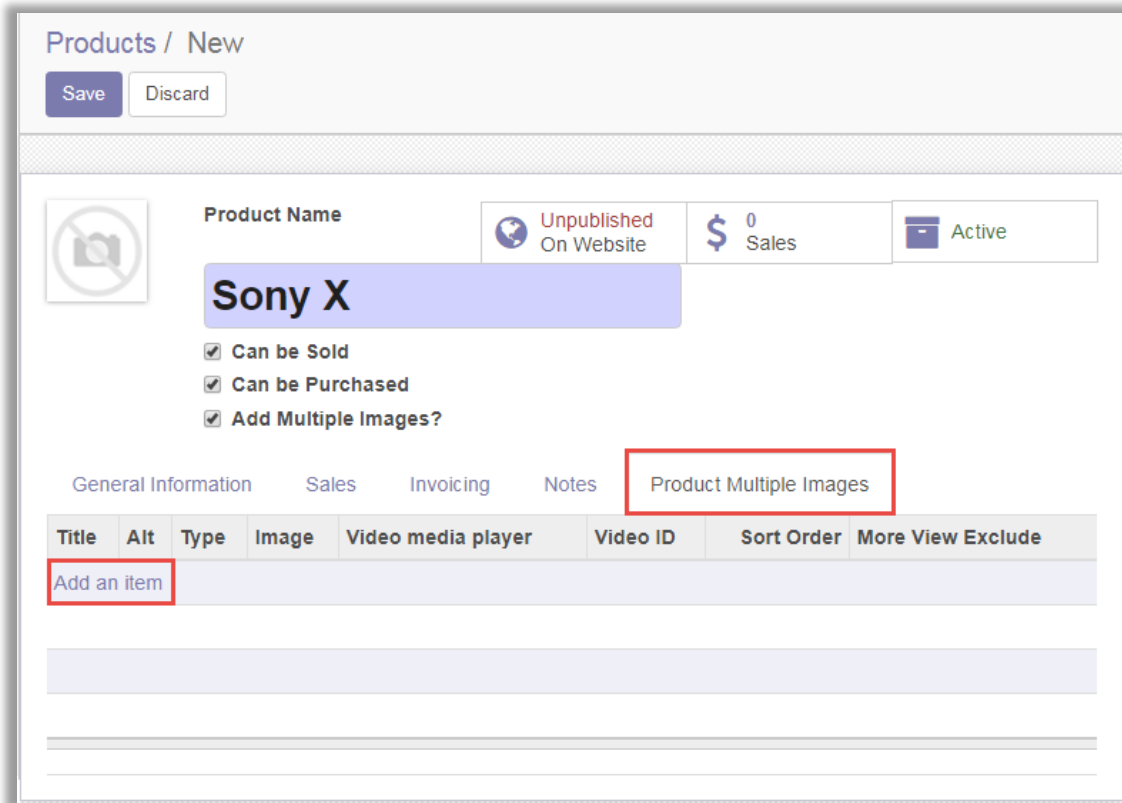 Products / New
Save Discard
Product Name
Unpublished
On Website
0
Sales
Active
Sony X
Can be Sold
Can be Purchased
Add Multiple Images?
General Information Sales Invoicing Notes Product Multiple Images
Title Alt Type Image Video media player Video ID Sort Order More View Exclude
Add an item